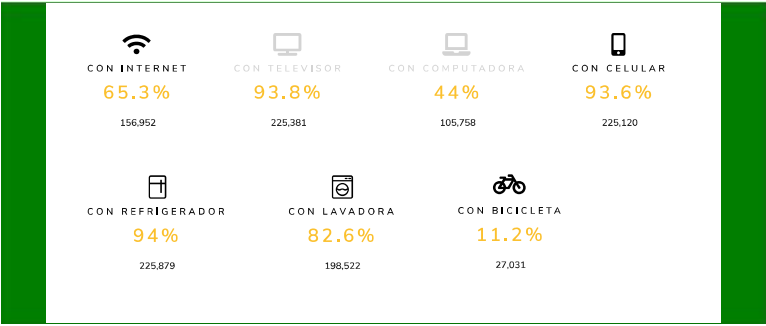 CON INTERNET CON TELEVISOR CON COMPUTADORA CON CELULAR
65.3% 93.8% 44% 93.6%
156,952 225,381 105,758 225,120
CON REFRIGERADOR CON LAVADORA CON BICICLETA
94% 82.6% 11.2%
225,879 198,522 27,031